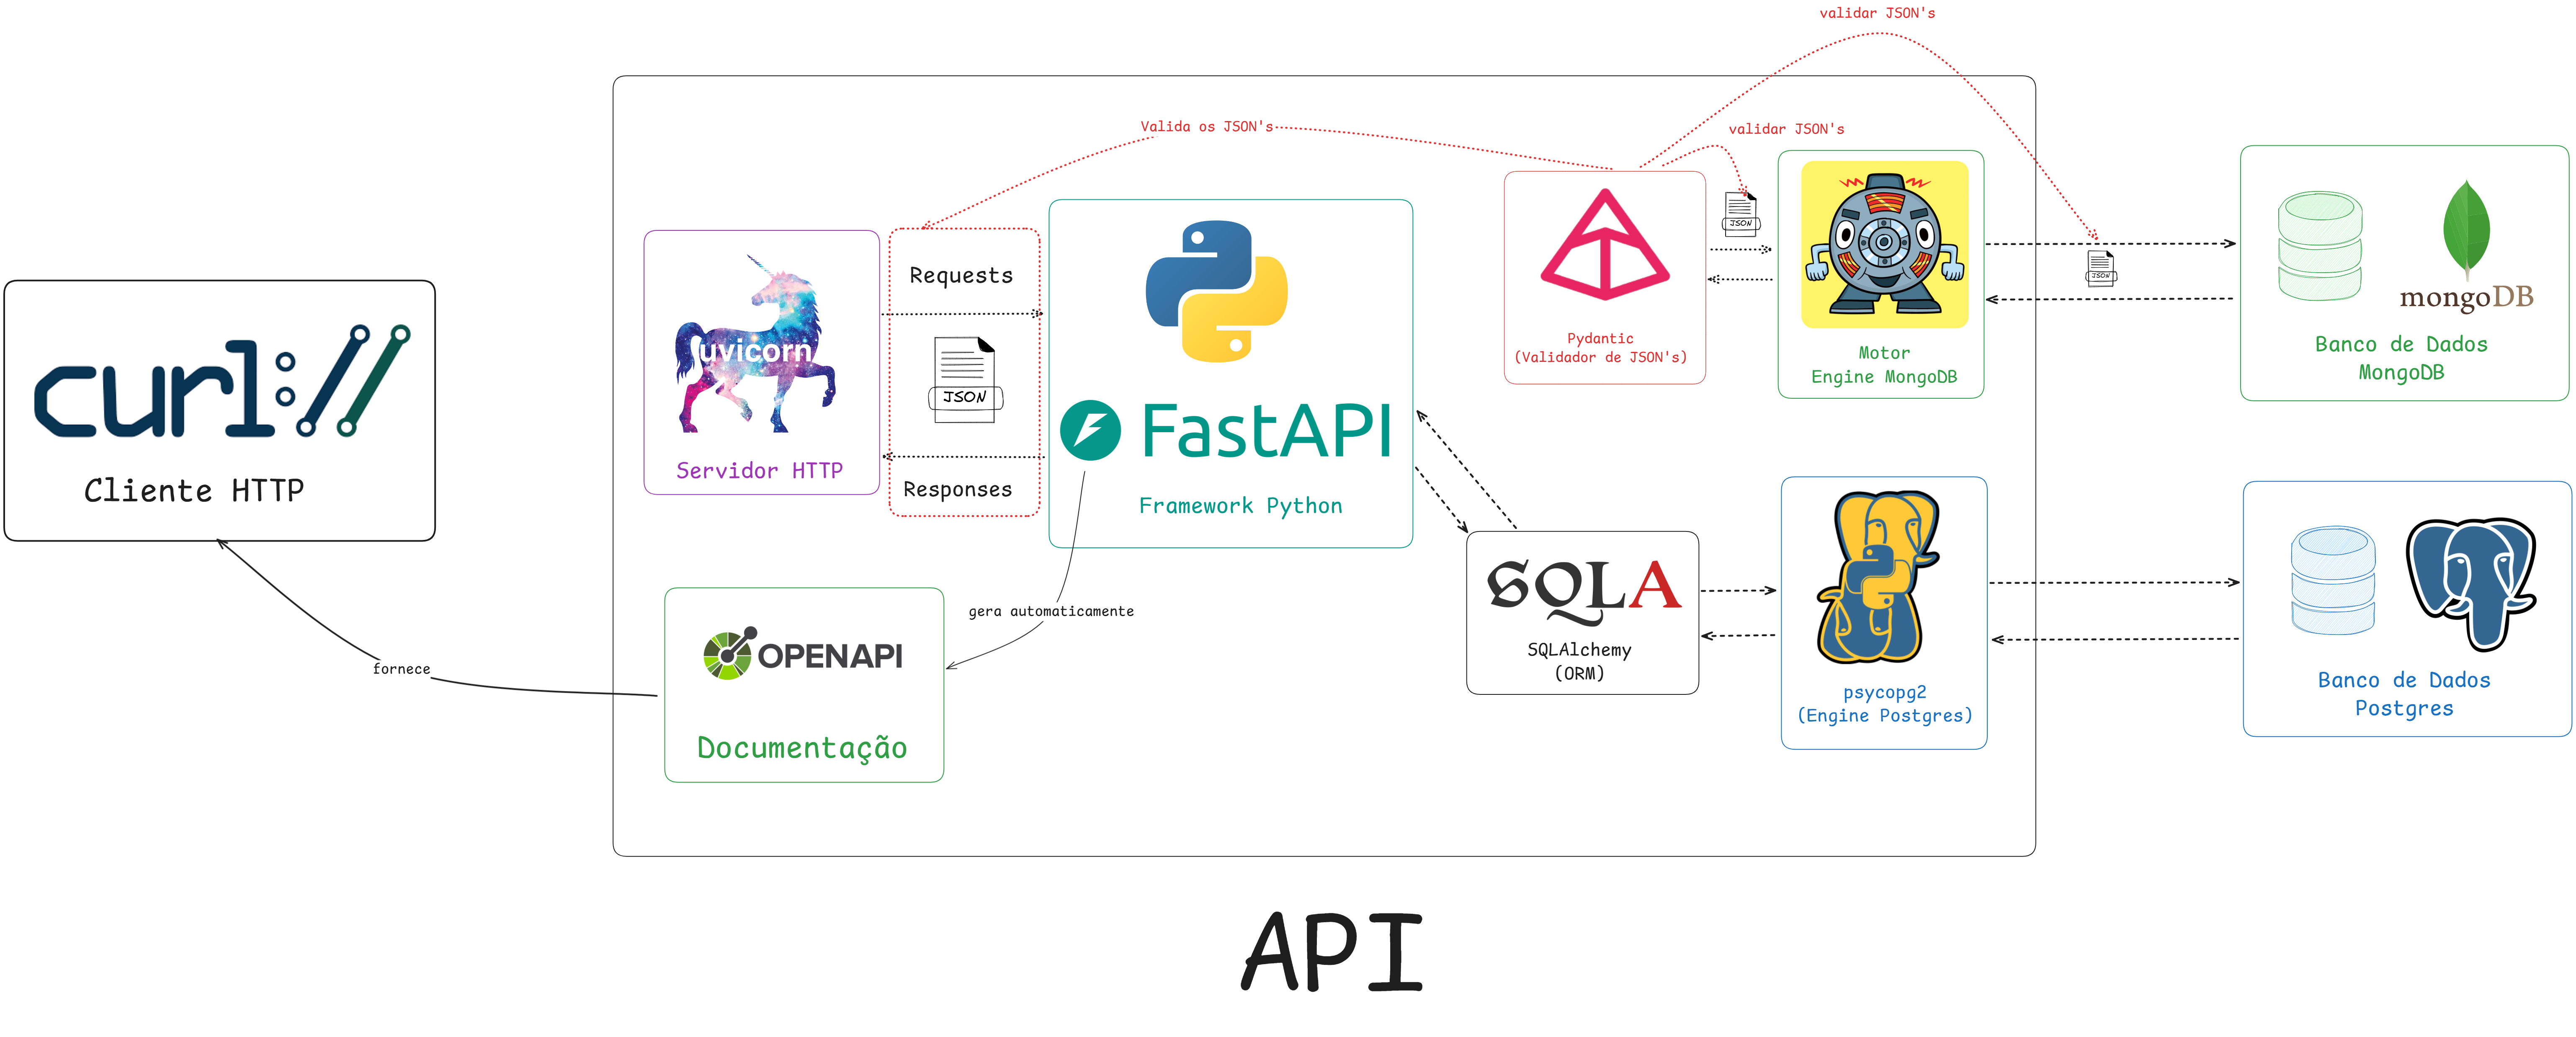 validar JSON's
Valida os JSON's
validar JSON's
JSON
Requests
JSON
Responses
uvicorn
Servidor HTTP
curl://
Cliente HTTP
FastAPI
Framework Python
Pydantic
(Validador de JSON's)
Motor
Engine MongoDB
JSON
mongoDB
Banco de Dados
MongoDB
gera automaticamente
OPENAPI
Documentação
fornece
SQLA
SQLAlchemy
(ORM)
psycopg2
(Engine Postgres)
Banco de Dados
Postgres
API